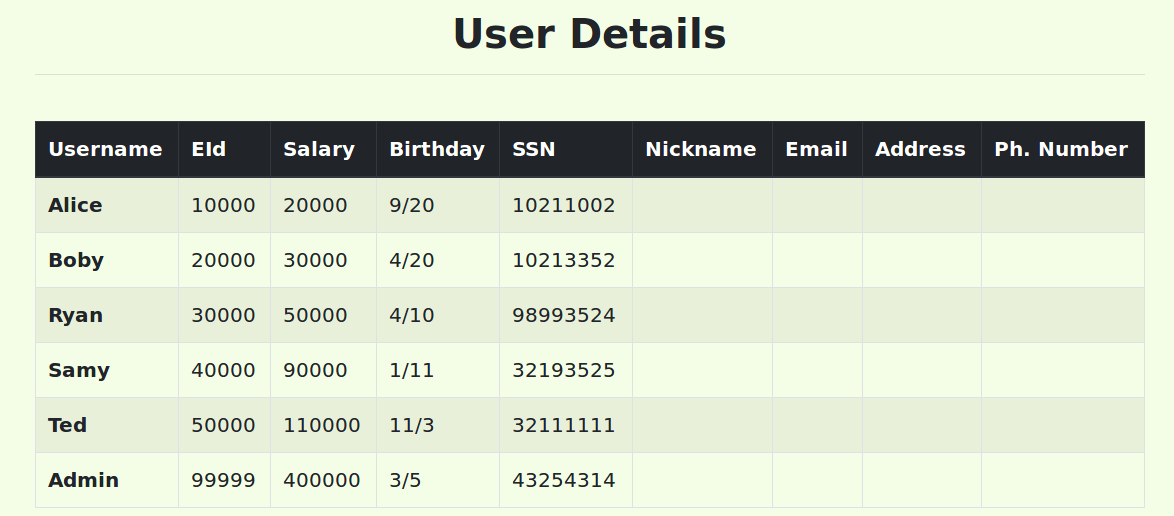 User Details
Username EId Salary Birthday SSN Nickname Email Address Ph. Number
Alice 10000 20000 9/20 10211002
Boby 20000 30000 4/20 10213352
Ryan 30000 50000 4/10 98993524
Samy 40000 90000 1/11 32193525
Ted 50000 110000 11/3 32111111
Admin 99999 400000 3/5 43254314